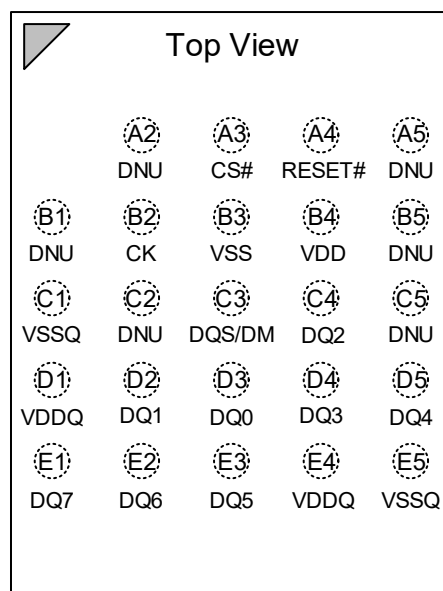 Top View
A2 A3 A4 A5
DNU CS# RESET# DNU
B1 B2 B3 B4 B5
DNU CK VSS VDD DNU
C1 C2 C3 C4 C5
VSSQ DNU DQS/DM DQ2 DNU
D1 D2 D3 D4 D5
VDDQ DQ1 DQ0 DQ3 DQ4
E1 E2 E3 E4 E5
DQ7 DQ6 DQ5 VDDQ VSSQ